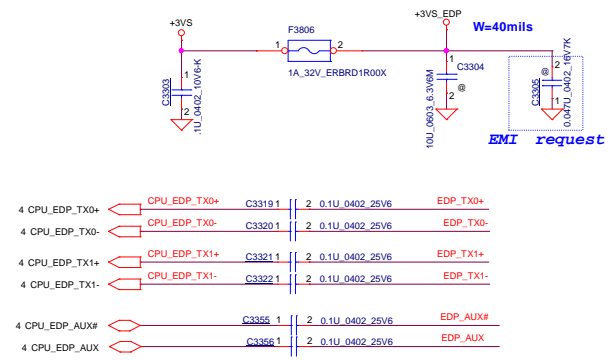 +3VS
F3806
+3VS_EDP
W=40mils
1
2
1A_32V_ERBRD1R00X
C3303
1
2
.1U_0402_10V6-K
1
C3304
@
2
10U_0603_6.3V6M
2
@
C3305
1
0.047U_0402_16V7K
EMI request
4 CPU_EDP_TX0+ CPU_EDP_TX0+ C3319 1 2 0.1U_0402_25V6 EDP_TX0+
4 CPU_EDP_TX0- CPU_EDP_TX0- C3320 1 2 0.1U_0402_25V6 EDP_TX0-
4 CPU_EDP_TX1+ CPU_EDP_TX1+ C3321 1 2 0.1U_0402_25V6 EDP_TX1+
4 CPU_EDP_TX1- CPU_EDP_TX1- C3322 1 2 0.1U_0402_25V6 EDP_TX1-
4 CPU_EDP_AUX# C3355 1 2 0.1U_0402_25V6 EDP_AUX#
4 CPU_EDP_AUX C3356 1 2 0.1U_0402_25V6 EDP_AUX